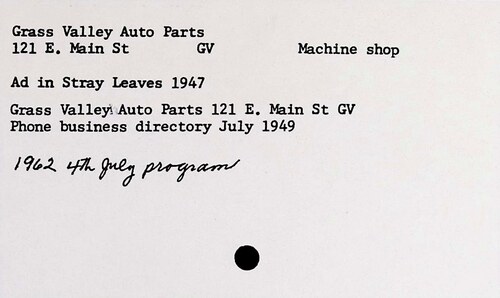 Grass Valley Auto Parts
121 E. Main St GV Machine shop
Ad in Stray Leaves 1947
Grass Valley Auto Parts 121 E. Main St GV
Phone business directory July 1949
1962 4th July program